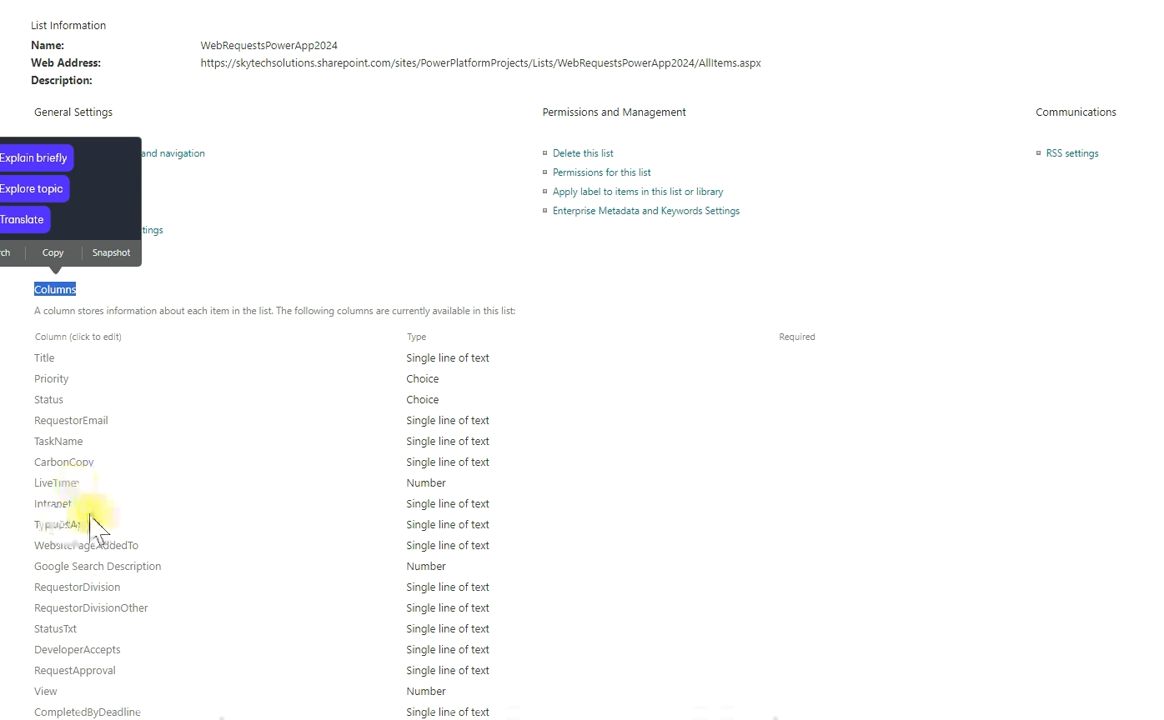 List Information
Name: WebRequestsPowerApp2024
Web Address: https://skytechsolutions.sharepoint.com/sites/PowerPlatformProjects/Lists/WebRequestsPowerApp2024/AllItems.aspx
Description:
General Settings Permissions and Management Communications
Explain briefly
and navigation Delete this list RSS settings
Permissions for this list
Explore topic
Apply label to items in this list or library
Enterprise Metadata and Keywords Settings
Translate
Copy Snapshot
Columns
A column stores information about each item in the list. The following columns are currently available in this list:
Column (click to edit) Type Required
Title Single line of text
Priority Choice
Status Choice
RequestorEmail Single line of text
TaskName Single line of text
CarbonCopy Single line of text
LiveTime Number
Intranet Single line of text
Single line of text
WebsitePageAddedTo Single line of text
Google Search Description Number
RequestorDivision Single line of text
RequestorDivisionOther Single line of text
StatusTxt Single line of text
DeveloperAccepts Single line of text
RequestApproval Single line of text
View Number
CompletedByDeadline Single line of text